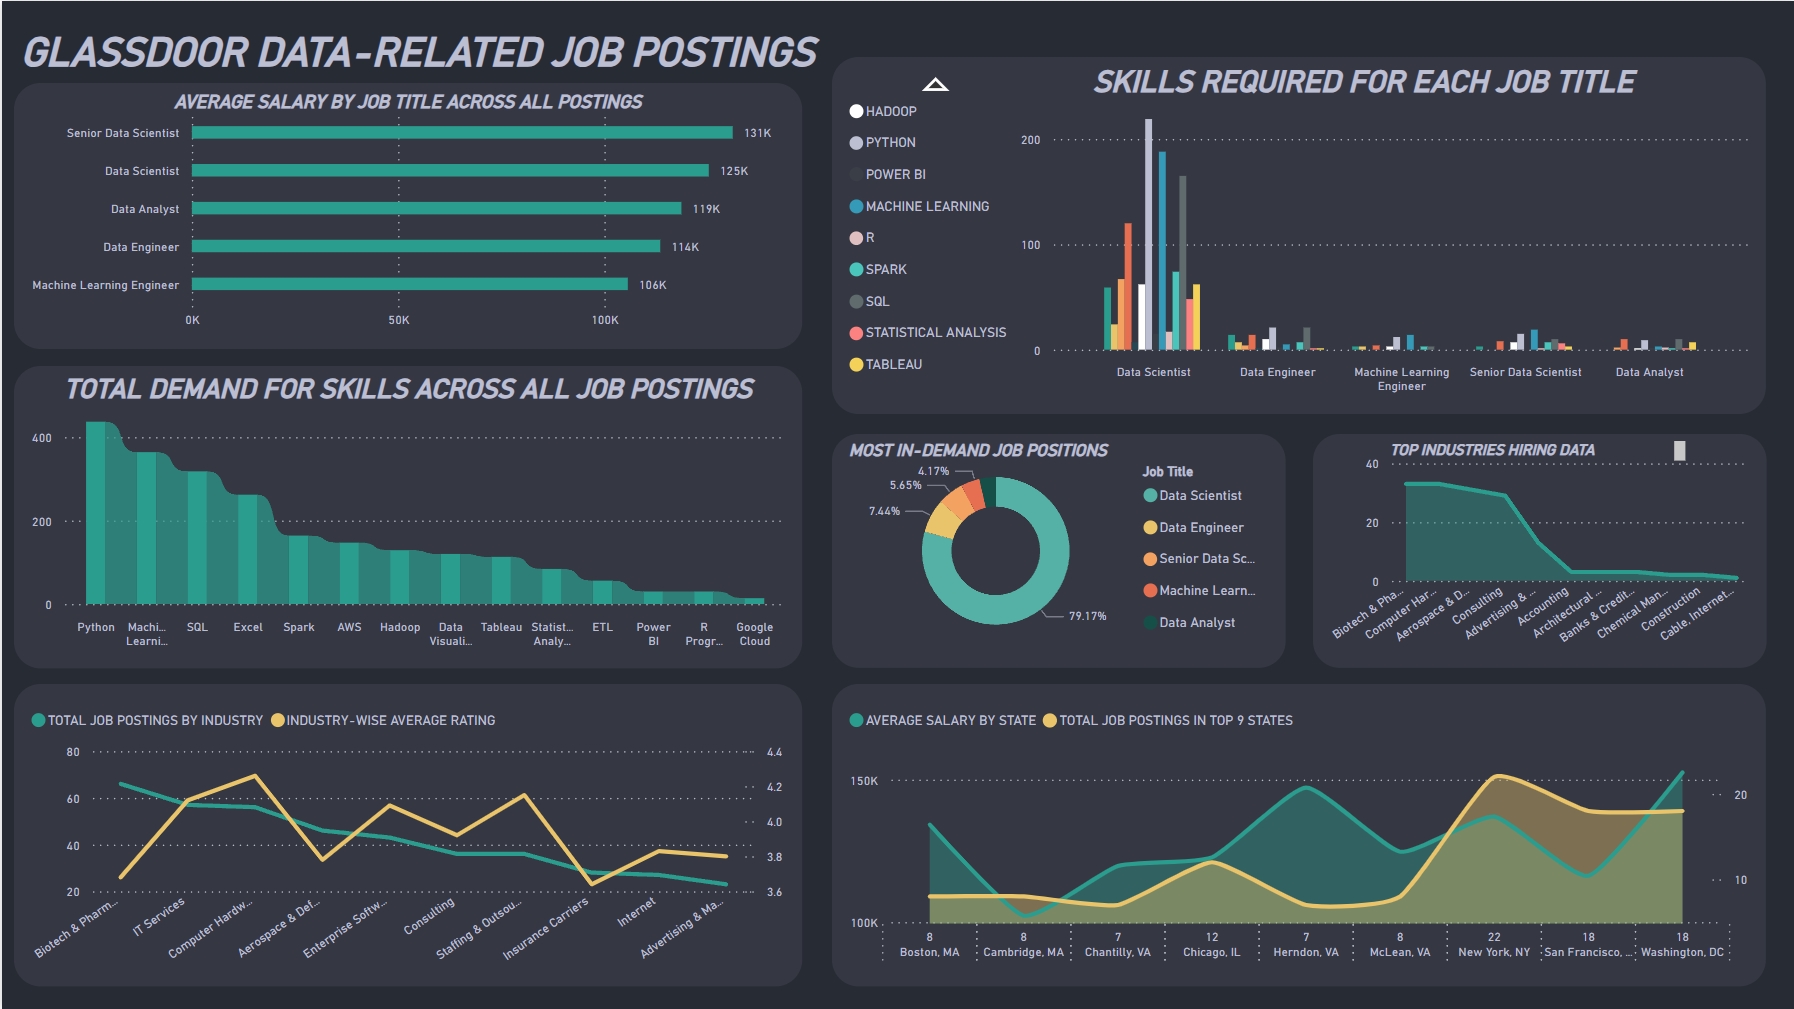 GLASSDOOR DATA-RELATED JOB POSTINGS
AVERAGE SALARY BY JOB TITLE ACROSS ALL POSTINGS
Senior Data Scientist 131K
Data Scientist 125K
Data Analyst 119K
Data Engineer 114K
Machine Learning Engineer 106K
0K 50K 100K
SKILLS REQUIRED FOR EACH JOB TITLE
HADOOP
PYTHON
POWER BI
MACHINE LEARNING
R
SPARK
SQL
STATISTICAL ANALYSIS
TABLEAU
200
100
0
Data Scientist Data Engineer Machine Learning Senior Data Scientist Data Analyst
Engineer
TOTAL DEMAND FOR SKILLS ACROSS ALL JOB POSTINGS
400
200
0
Python Machi... SQL Excel Spark AWS Hadoop Data Tableau Statist... ETL Power R Google
Learni... Visuali... Analy... BI Progr... Cloud
MOST IN-DEMAND JOB POSITIONS
4.17%
5.65%
7.44%
79.17%
Job Title
Data Scientist
Data Engineer
Senior Data Sc...
Machine Learn...
Data Analyst
TOP INDUSTRIES HIRING DATA
40
20
0
Biotech & Pha... Computer Har... Aerospace & D... Consulting Advertising & ... Accounting Architectural ... Banks & Credit... Chemical Man... Construction Cable, Internet...
TOTAL JOB POSTINGS BY INDUSTRY INDUSTRY-WISE AVERAGE RATING
80 4.4
4.2
60
4.0
40
3.8
20 3.6
Biotech & Pharm... IT Services Computer Hardw... Aerospace & Def... Enterprise Softw... Consulting Staffing & Outsou... Insurance Carriers Internet Advertising & Ma...
AVERAGE SALARY BY STATE TOTAL JOB POSTINGS IN TOP 9 STATES
150K
20
10
100K
8 8 7 12 7 8 22 18 18
Boston, MA Cambridge, MA Chantilly, VA Chicago, IL Herndon, VA McLean, VA New York, NY San Francisco, ... Washington, DC